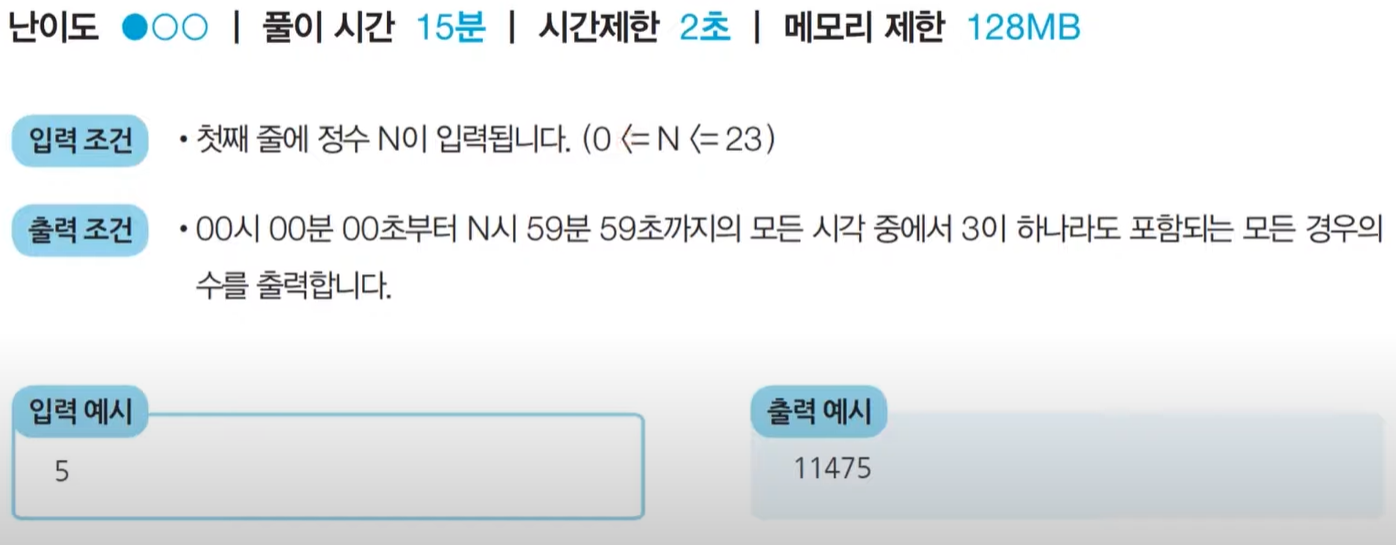 난이도 ●○○ | 풀이 시간 15분 | 시간제한 2초 | 메모리 제한 128MB
입력 조건 • 첫째 줄에 정수 N이 입력됩니다. (0 <= N <= 23)
출력 조건 • 00시 00분 00초부터 N시 59분 59초까지의 모든 시각 중에서 3이 하나라도 포함되는 모든 경우의
수를 출력합니다.
입력 예시
5
출력 예시
11475